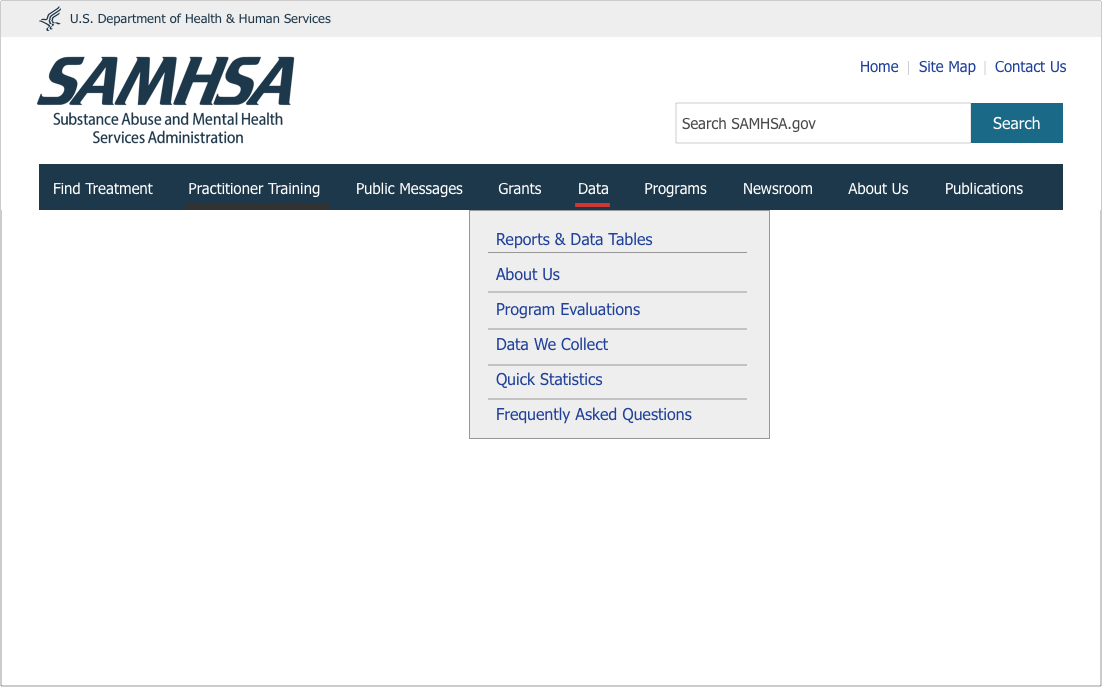 U.S. Department of Health & Human Services
SAMHSA
Substance Abuse and Mental Health
Services Administration
Home
Site Map
Contact Us
Search SAMHSA.gov
Search
Find Treatment
Practitioner Training
Public Messages
Grants
Data
Programs
Newsroom
About Us
Publications
Reports & Data Tables
About Us
Program Evaluations
Data We Collect
Quick Statistics
Frequently Asked Questions